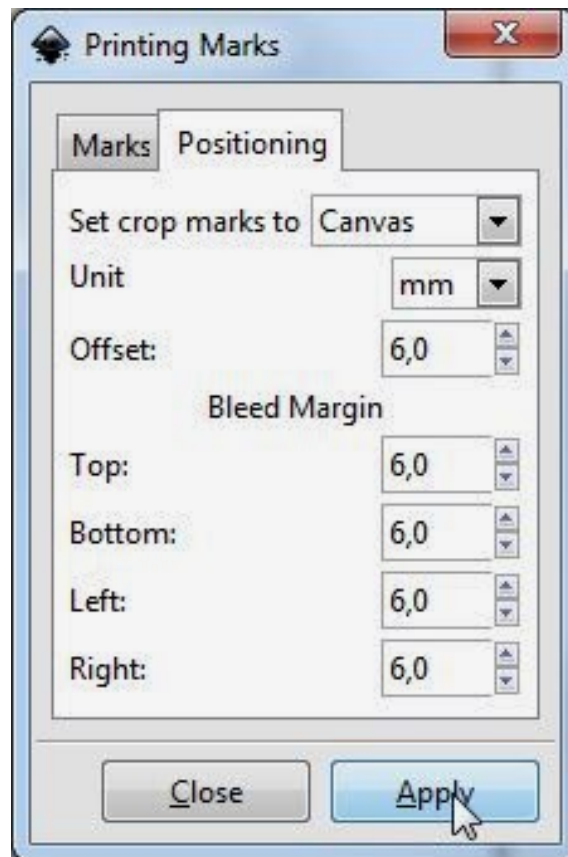 Printing Marks
Marks Positioning
Set crop marks to Canvas
Unit mm
Offset: 6,0
Bleed Margin
Top: 6,0
Bottom: 6,0
Left: 6,0
Right: 6,0
Close Apply